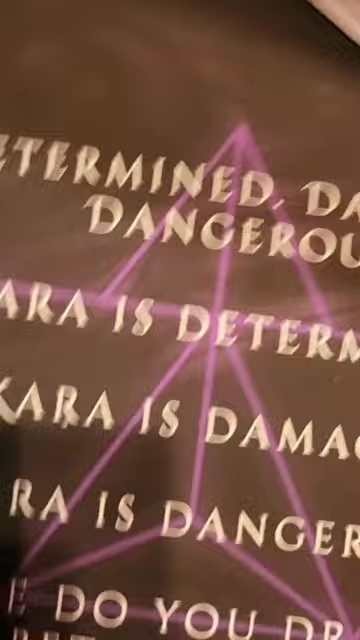 ETERMINED, DA
DANGEROU
ARA IS DETERM
KARA IS DAMAG
RA IS DANGER
E DO YOU DR